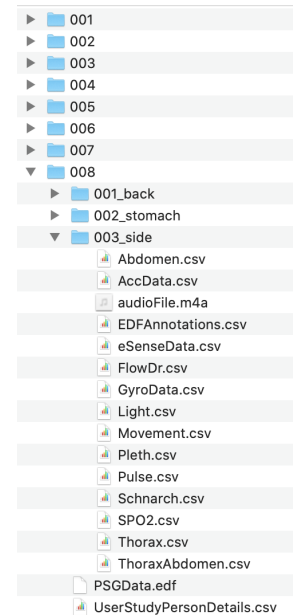 001
002
003
004
005
006
007
008
001_back
002_stomach
003_side
Abdomen.csv
AccData.csv
audioFile.m4a
EDFAnnotations.csv
eSenseData.csv
FlowDr.csv
GyroData.csv
Light.csv
Movement.csv
Pleth.csv
Pulse.csv
Schnarch.csv
SPO2.csv
Thorax.csv
ThoraxAbdomen.csv
PSGData.edf
UserStudyPersonDetails.csv